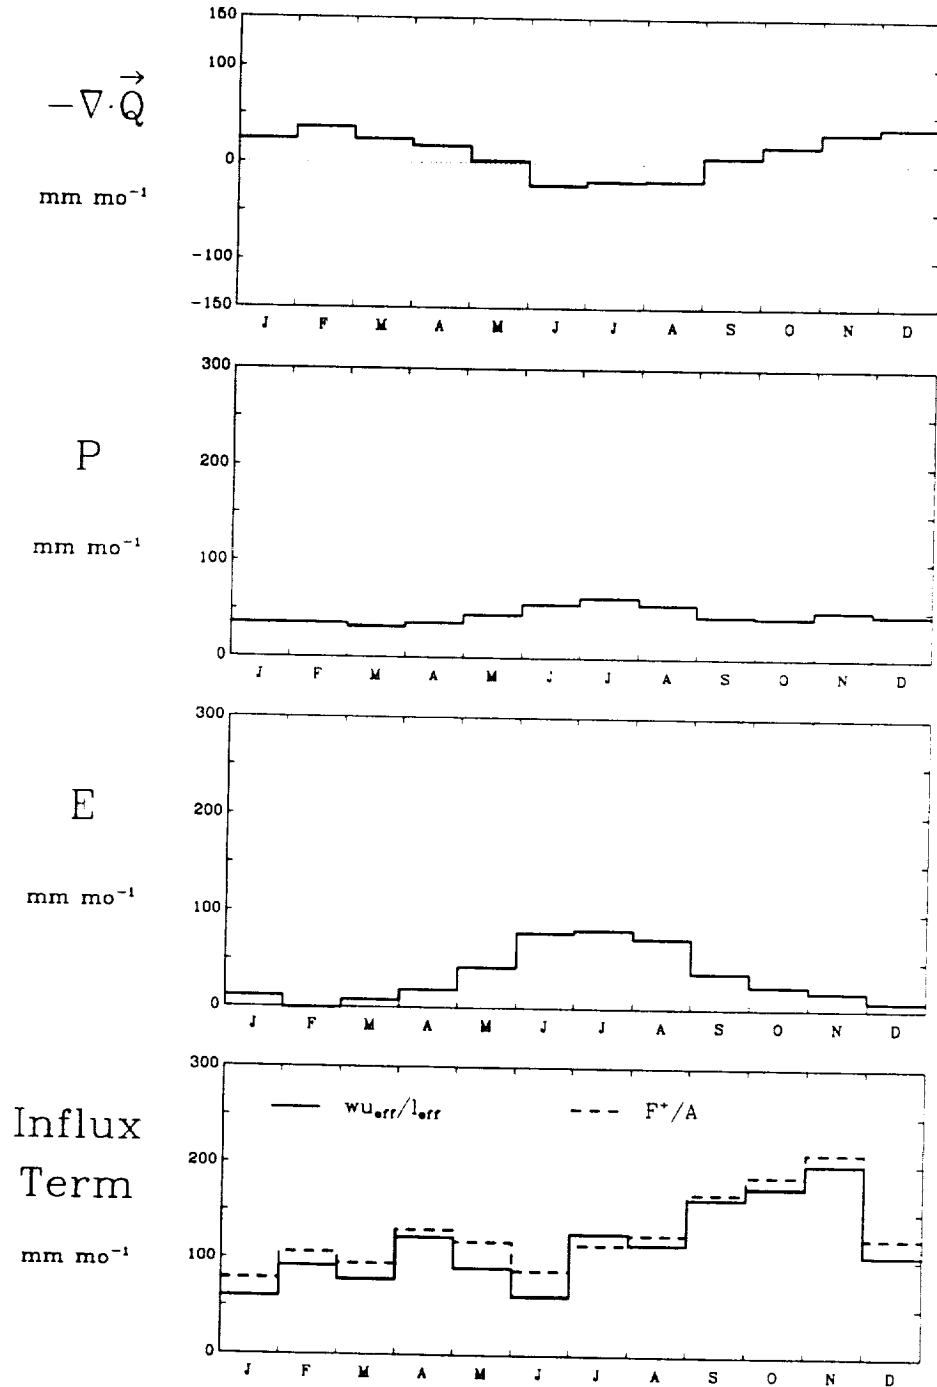 150
100
−∇·Q⃗
0
mm mo⁻¹
−100
−150
J F M A M J J A S O N D
300
200
P
mm mo⁻¹
100
0
J F M A M J J A S O N D
300
200
E
mm mo⁻¹
100
0
J F M A M J J A S O N D
300
wu_eff/l_eff F⁺/A
Influx
200
Term
mm mo⁻¹
100
0
J F M A M J J A S O N D